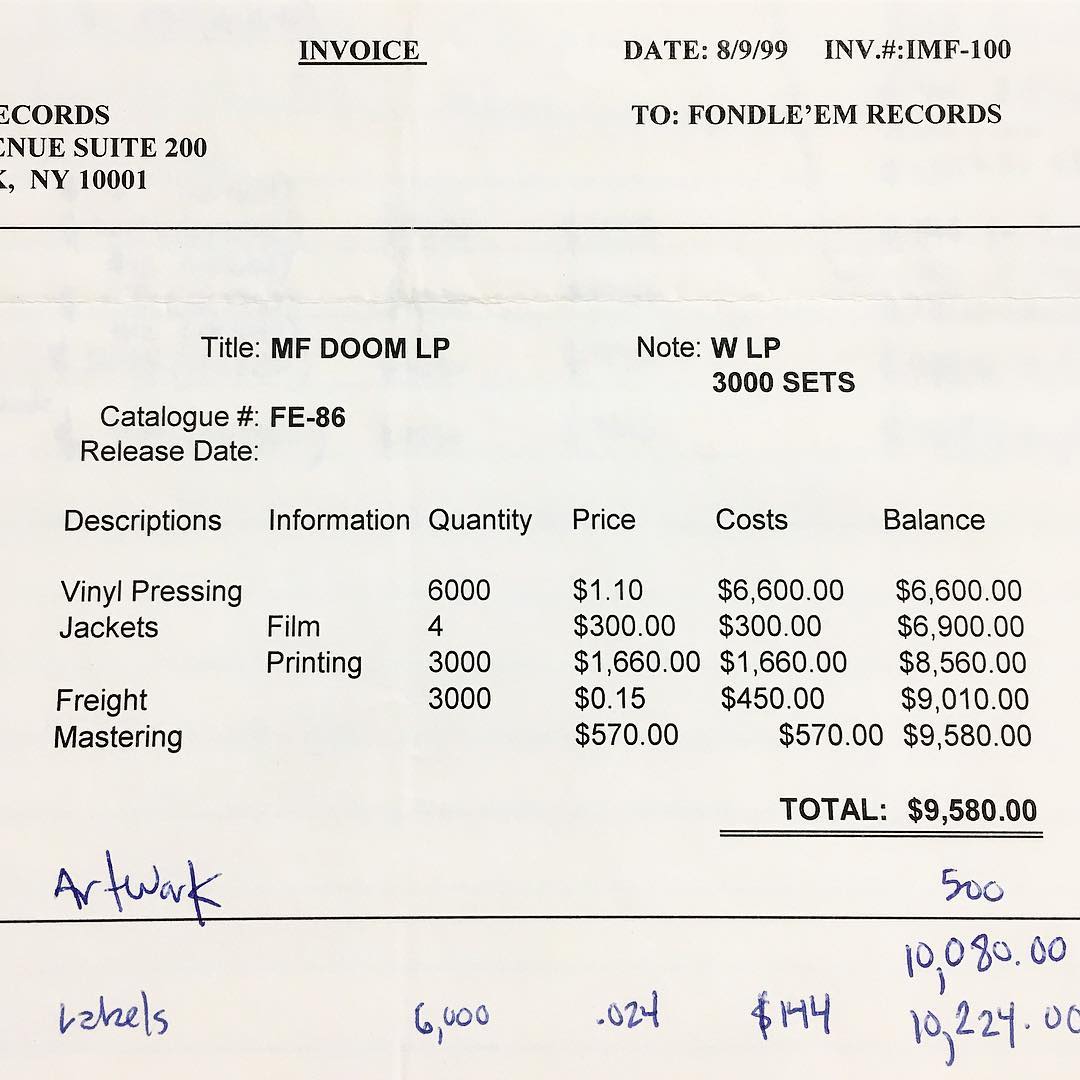 INVOICE DATE: 8/9/99 INV.#:IMF-100
ECORDS TO: FONDLE'EM RECORDS
ENUE SUITE 200
K, NY 10001
Title: MF DOOM LP Note: W LP
3000 SETS
Catalogue #: FE-86
Release Date:
Descriptions Information Quantity Price Costs Balance
Vinyl Pressing 6000 $1.10 $6,600.00 $6,600.00
Jackets Film 4 $300.00 $300.00 $6,900.00
Printing 3000 $1,660.00 $1,660.00 $8,560.00
Freight 3000 $0.15 $450.00 $9,010.00
Mastering $570.00 $570.00 $9,580.00
TOTAL: $9,580.00
Artwork 500
10,080.00
Labels 6,000 .024 $144 10,224.00